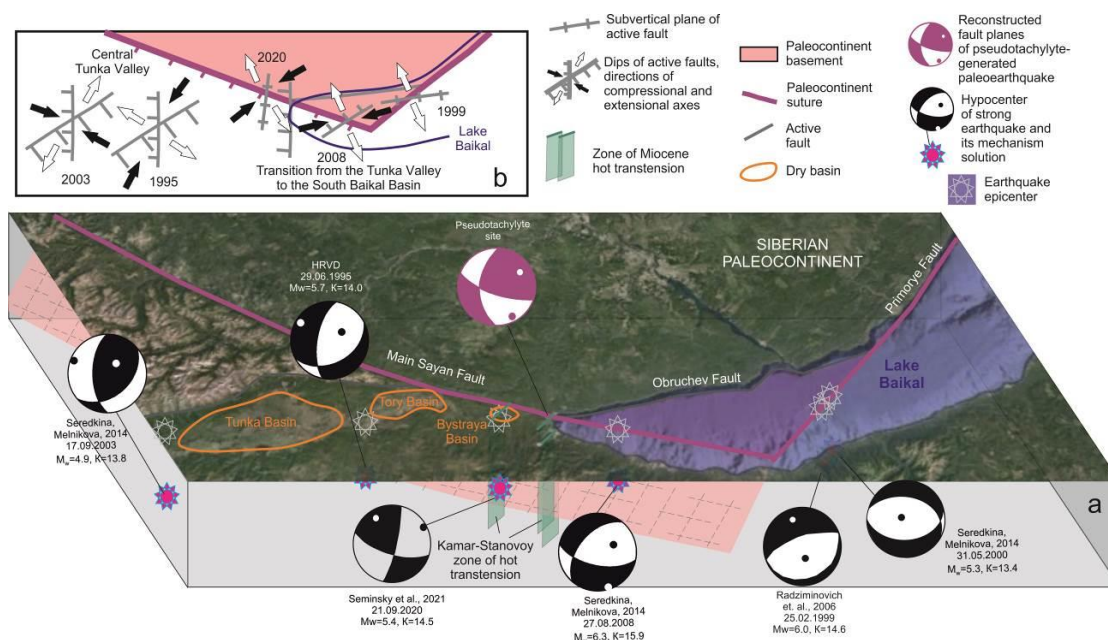 Central
Tunka Valley
2020
1999
Lake
Baikal
2008
2003
1995
Transition from the Tunka Valley
to the South Baikal Basin
b
Subvertical plane of
active fault
Dips of active faults,
directions of
compressional and
extensional axes
Zone of Miocene
hot transtension
Paleocontinent
basement
Paleocontinent
suture
Active
fault
Dry basin
Reconstructed
fault planes
of pseudotachylyte-
generated
paleoearthquake
Hypocenter
of strong
earthquake and
its mechanism
solution
Earthquake
epicenter
Pseudotachylyte
site
SIBERIAN
PALEOCONTINENT
HRVD
29.06.1995
Mw=5.7, K=14.0
Primorye Fault
Main Sayan Fault
Obruchev Fault
Lake
Baikal
Tunka Basin
Tory Basin
Bystraya
Basin
Seredkina,
Melnikova, 2014
17.09.2003
Mw=4.9, K=13.8
a
Kamar-Stanovoy
zone of hot
transtension
Seminsky et al., 2021
21.09.2020
Mw=5.4, K=14.5
Seredkina,
Melnikova, 2014
27.08.2008
M =6.3, K=15.9
Radziminovich
et. al., 2006
25.02.1999
Mw=6.0, K=14.6
Seredkina,
Melnikova, 2014
31.05.2000
Mw=5.3, K=13.4